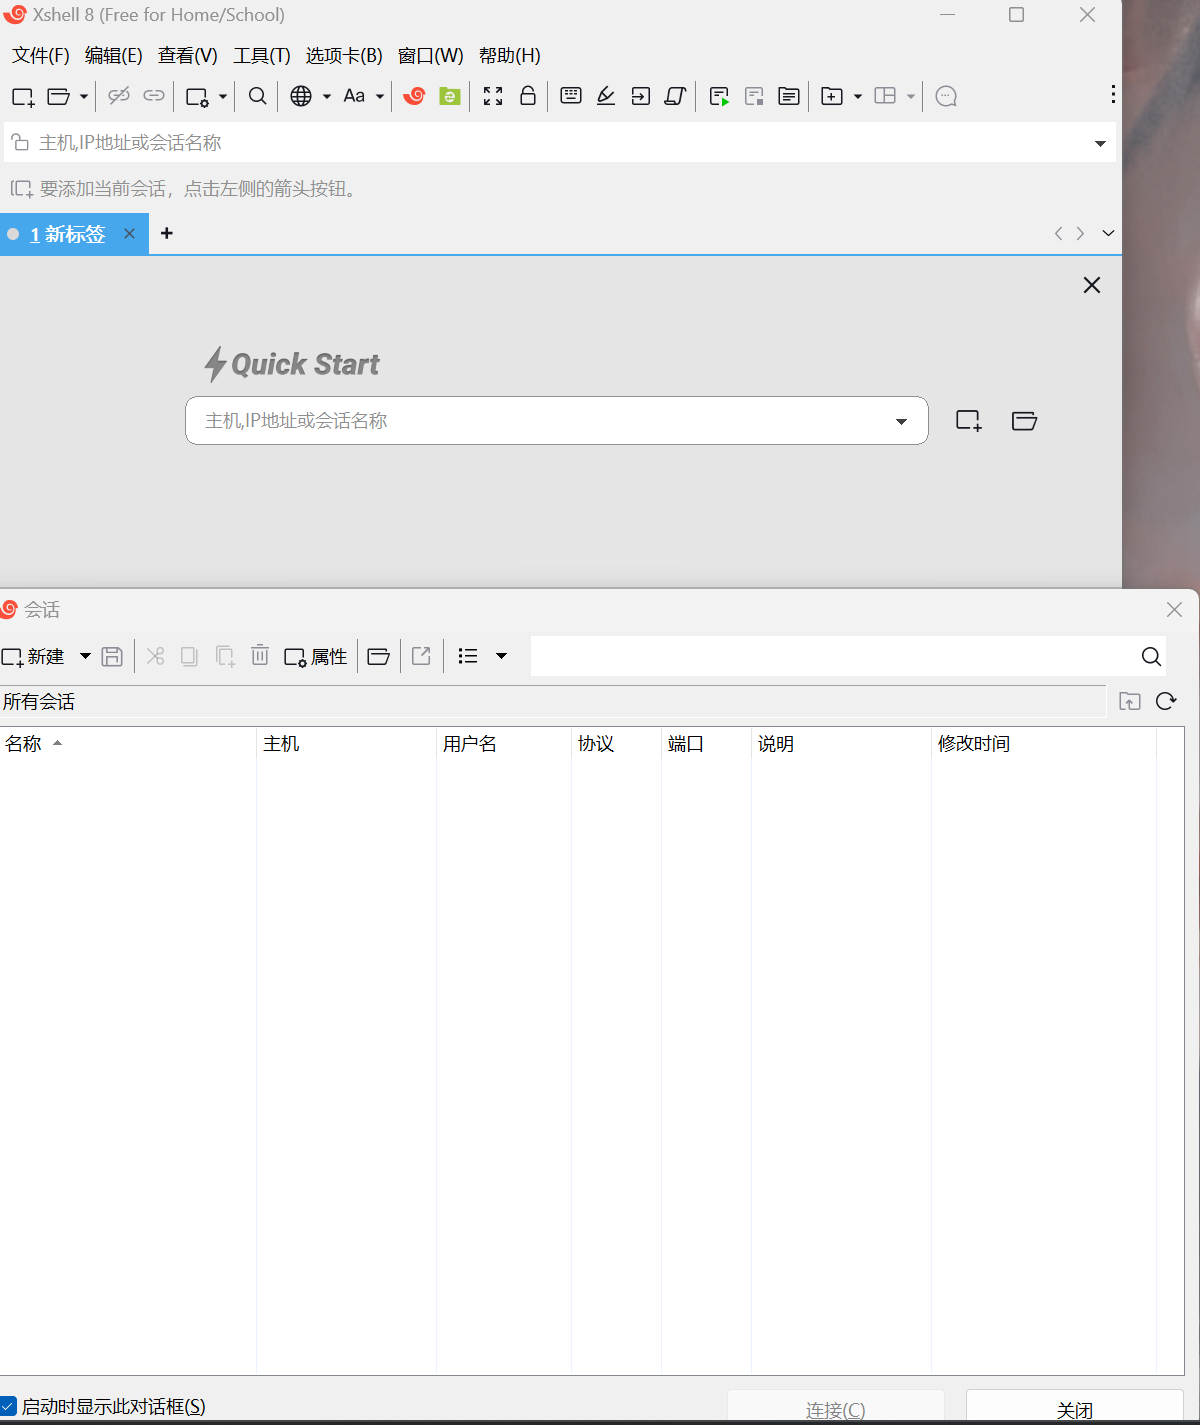 Xshell 8 (Free for Home/School)
文件(F) 编辑(E) 查看(V) 工具(T) 选项卡(B) 窗口(W) 帮助(H)
Aa
主机,IP地址或会话名称
要添加当前会话，点击左侧的箭头按钮。
1 新标签
Quick Start
主机,IP地址或会话名称
会话
新建 属性
所有会话
名称 主机 用户名 协议 端口 说明 修改时间
启动时显示此对话框(S) 连接(C) 关闭